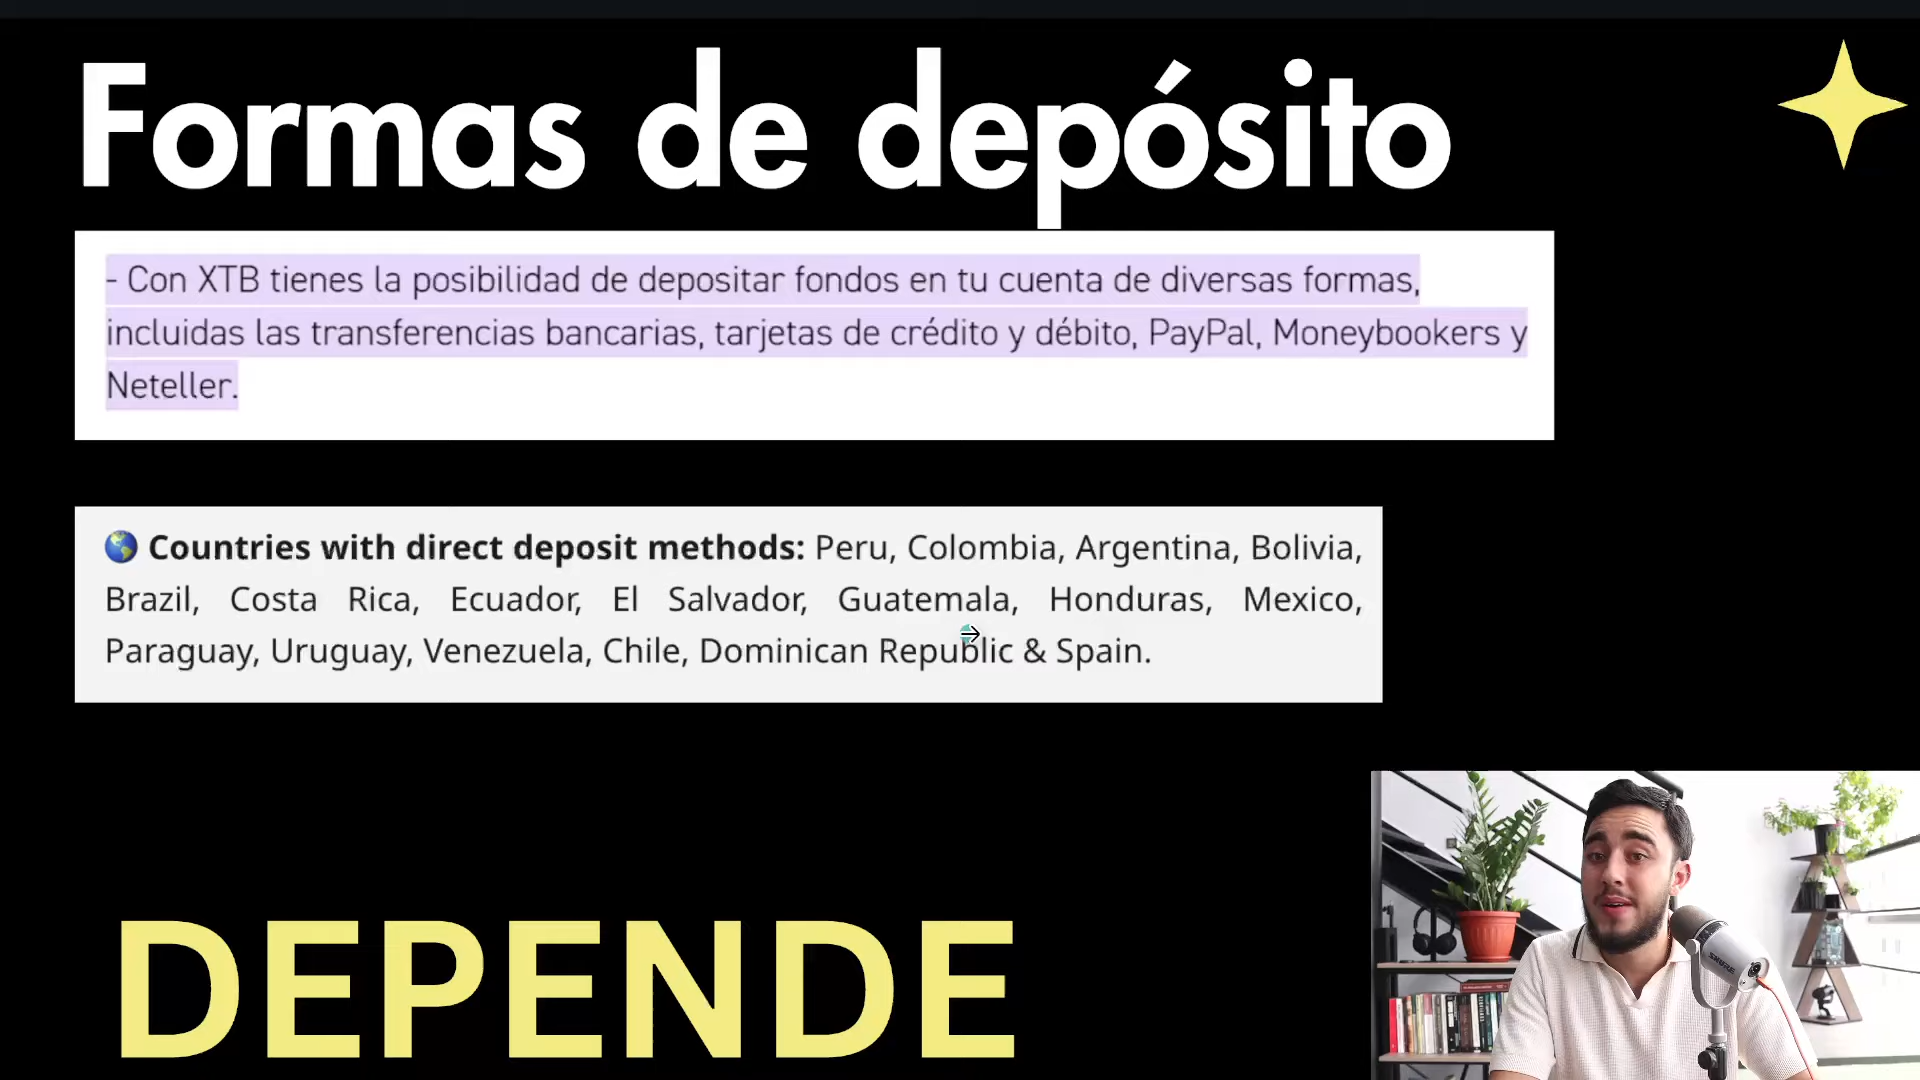 Formas de depósito
- Con XTB tienes la posibilidad de depositar fondos en tu cuenta de diversas formas,
incluidas las transferencias bancarias, tarjetas de crédito y débito, PayPal, Moneybookers y
Neteller.
Countries with direct deposit methods: Peru, Colombia, Argentina, Bolivia,
Brazil, Costa Rica, Ecuador, El Salvador, Guatemala, Honduras, Mexico,
Paraguay, Uruguay, Venezuela, Chile, Dominican Republic & Spain.
DEPENDE
SHURE